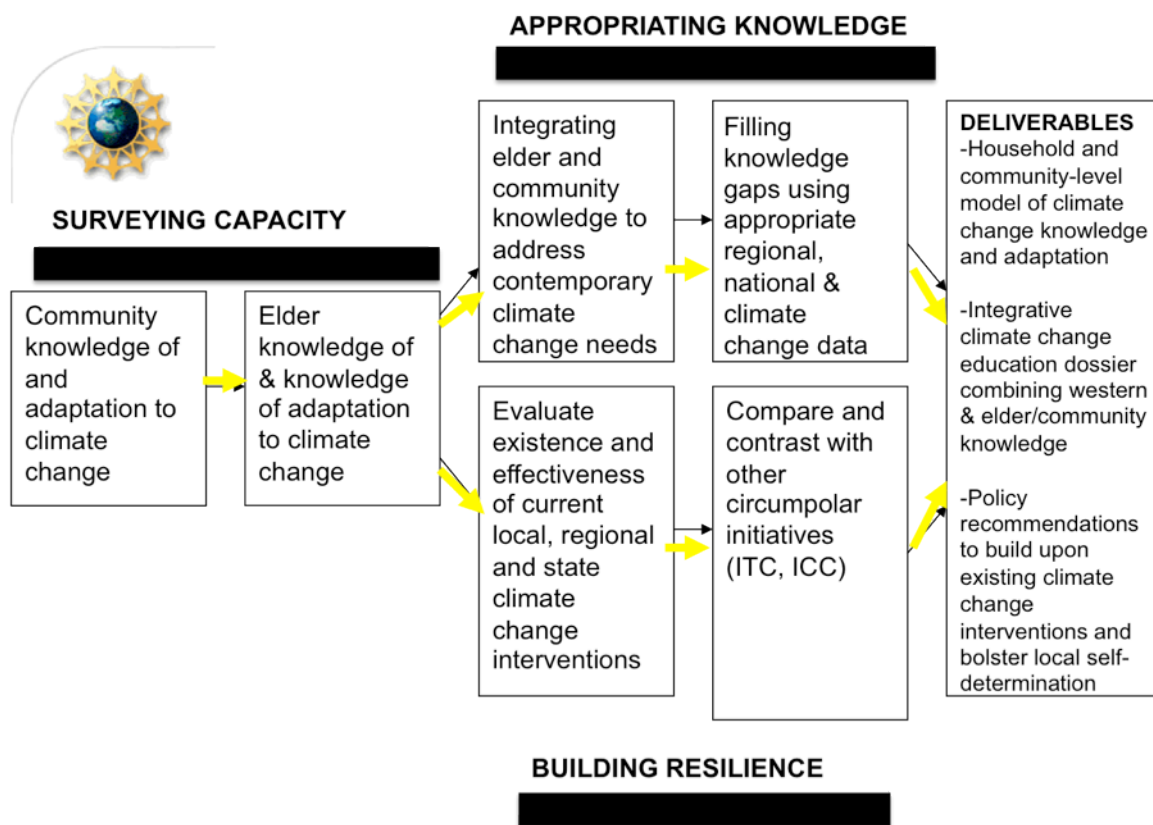 APPROPRIATING KNOWLEDGE
SURVEYING CAPACITY
Community
knowledge of
and
adaptation to
climate
change
Elder
knowledge of
& knowledge
of adaptation
to climate
change
Integrating
elder and
community
knowledge to
address
contemporary
climate
change needs
Filling
knowledge
gaps using
appropriate
regional,
national &
climate
change data
Evaluate
existence and
effectiveness
of current
local, regional
and state
climate
change
interventions
Compare and
contrast with
other
circumpolar
initiatives
(ITC, ICC)
DELIVERABLES
-Household and
community-level
model of climate
change knowledge
and adaptation
-Integrative
climate change
education dossier
combining western
& elder/community
knowledge
-Policy
recommendations
to build upon
existing climate
change
interventions and
bolster local self-
determination
BUILDING RESILIENCE